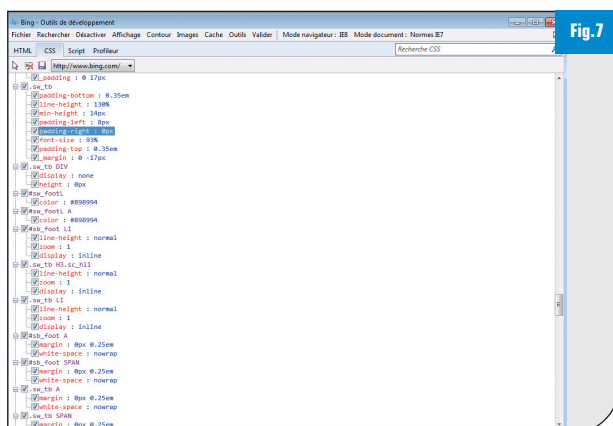 Bing - Outils de développement
Fig.7
Fichier Rechercher Désactiver Affichage Contour Images Cache Outils Valider | Mode navigateur : IE8 Mode document : Normes IE7
HTML CSS Script Profileur Recherche CSS
http://www.bing.com/
_padding : 0 17px
.sw_tb
padding-bottom : 0.35em
line-height : 130%
min-height : 14px
padding-left : 8px
padding-right : 0px
font-size : 93%
padding-top : 0.35em
_margin : 0 -17px
.sw_tb DIV
display : none
height : 0px
#sw_footL
color : #898994
#sw_footL A
color : #898994
#sb_foot LI
line-height : normal
zoom : 1
display : inline
.sw_tb H3.sc_hl1
line-height : normal
zoom : 1
display : inline
.sw_tb LI
line-height : normal
zoom : 1
display : inline
#sb_foot A
margin : 0px 0.25em
white-space : nowrap
#sb_foot SPAN
margin : 0px 0.25em
white-space : nowrap
.sw_tb A
margin : 0px 0.25em
white-space : nowrap
.sw_tb SPAN
margin : 0px 0.25em